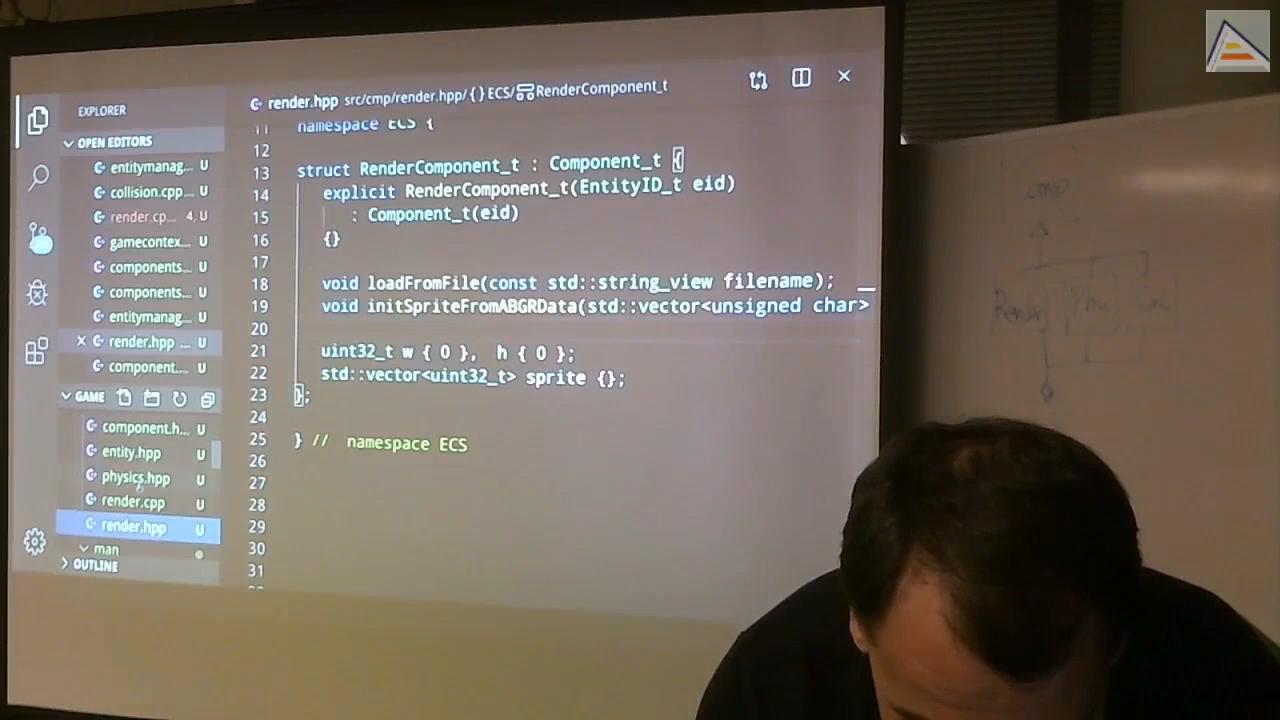 EXPLORER
OPEN EDITORS
entitymanag... U
collision.cpp... U
render.cp... 4, U
gamecontex... U
components... U
components... U
entitymanag... U
render.hpp ... U
component.... U
GAME
component.h... U
entity.hpp U
physics.hpp U
render.cpp U
render.hpp U
man
OUTLINE
render.hpp src/cmp/render.hpp/{} ECS/RenderComponent_t
11 namespace ECS {
12
13 struct RenderComponent_t : Component_t {
14 explicit RenderComponent_t(EntityID_t eid)
15 : Component_t(eid)
16 {}
17
18 void loadFromFile(const std::string_view filename);
19 void initSpriteFromABGRData(std::vector<unsigned char>
20
21 uint32_t w { 0 }, h { 0 };
22 std::vector<uint32_t> sprite {};
23 };
24
25 } // namespace ECS
26
27
28
29
30
31
cmp
Render